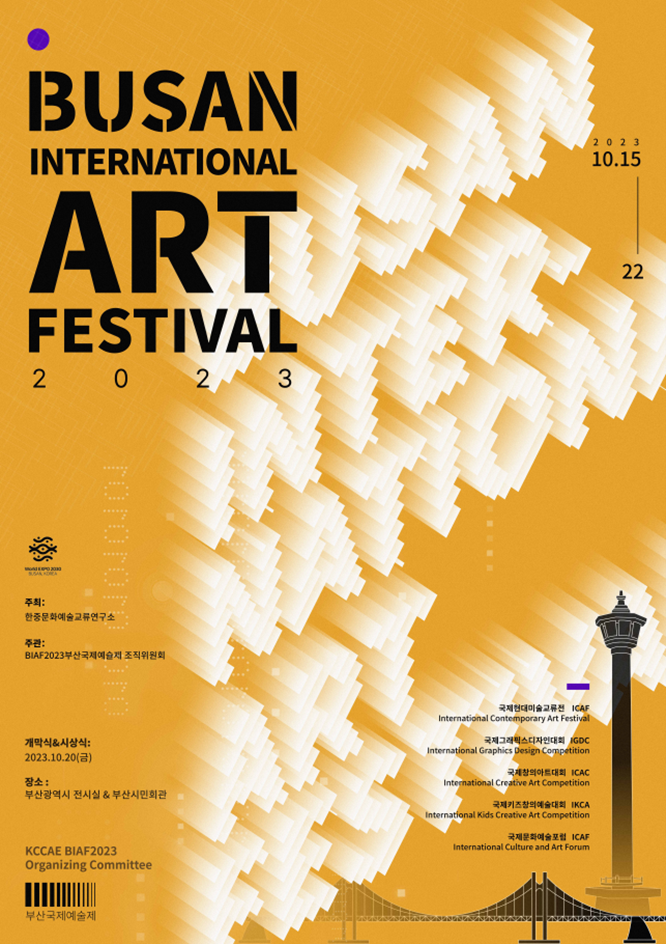 BUSAN
INTERNATIONAL
ART
FESTIVAL
2 0 2 3
2 0 2 3
10.15
22
World EXPO 2030
BUSAN, KOREA
주최:
한중문화예술교류연구소
주관:
BIAF2023부산국제예술제 조직위원회
개막식&시상식:
2023.10.20(금)
장소 :
부산광역시 전시실 & 부산시민회관
KCCAE BIAF2023
Organizing Committee
부산국제예술제
국제현대미술교류전 ICAF
International Contemporary Art Festival
국제그래픽스디자인대회 IGDC
International Graphics Design Competition
국제창의아트대회 ICAC
International Creative Art Competition
국제키즈창의예술대회 IKCA
International Kids Creative Art Competition
국제문화예술포럼 ICAF
International Culture and Art Forum